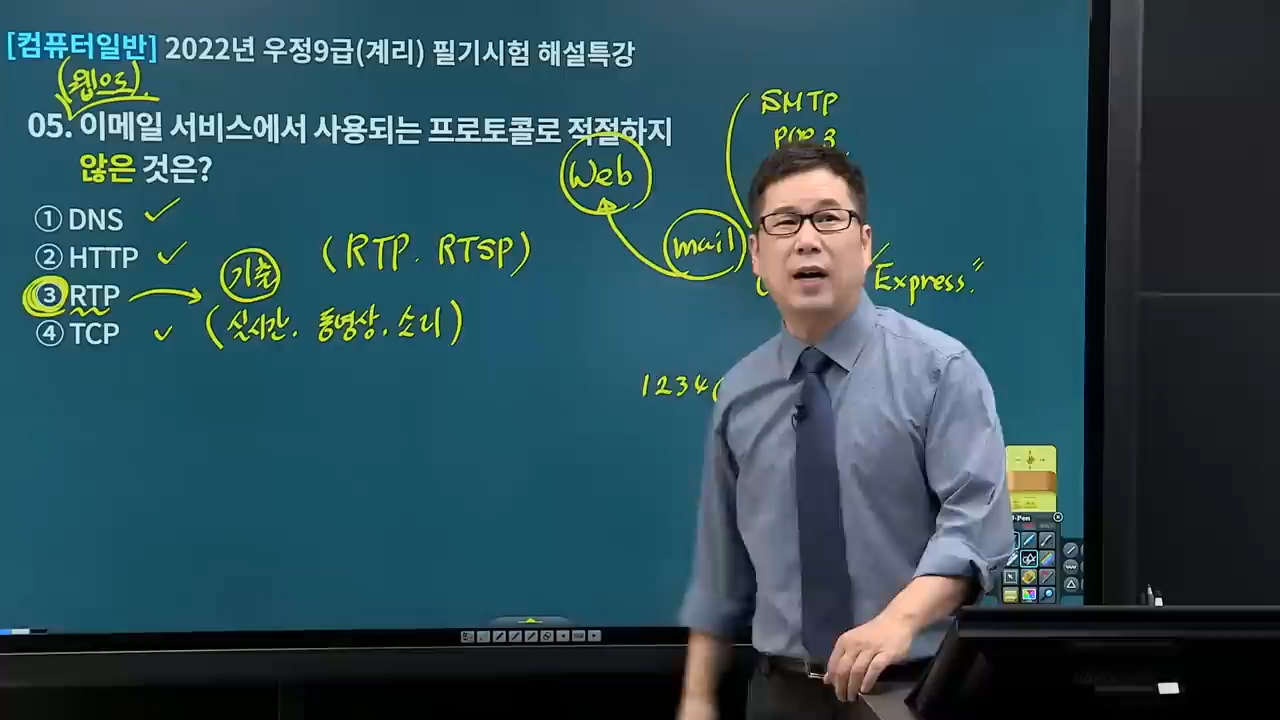 [컴퓨터일반] 2022년 우정9급(계리) 필기시험 해설특강
(웹으로)
05. 이메일 서비스에서 사용되는 프로토콜로 적절하지
않은 것은?
① DNS
② HTTP
③ RTP
④ TCP
기출
(RTP. RTSP)
(실시간. 동영상. 소리)
SMTP
POP3
Web
mail
"Express"
1234